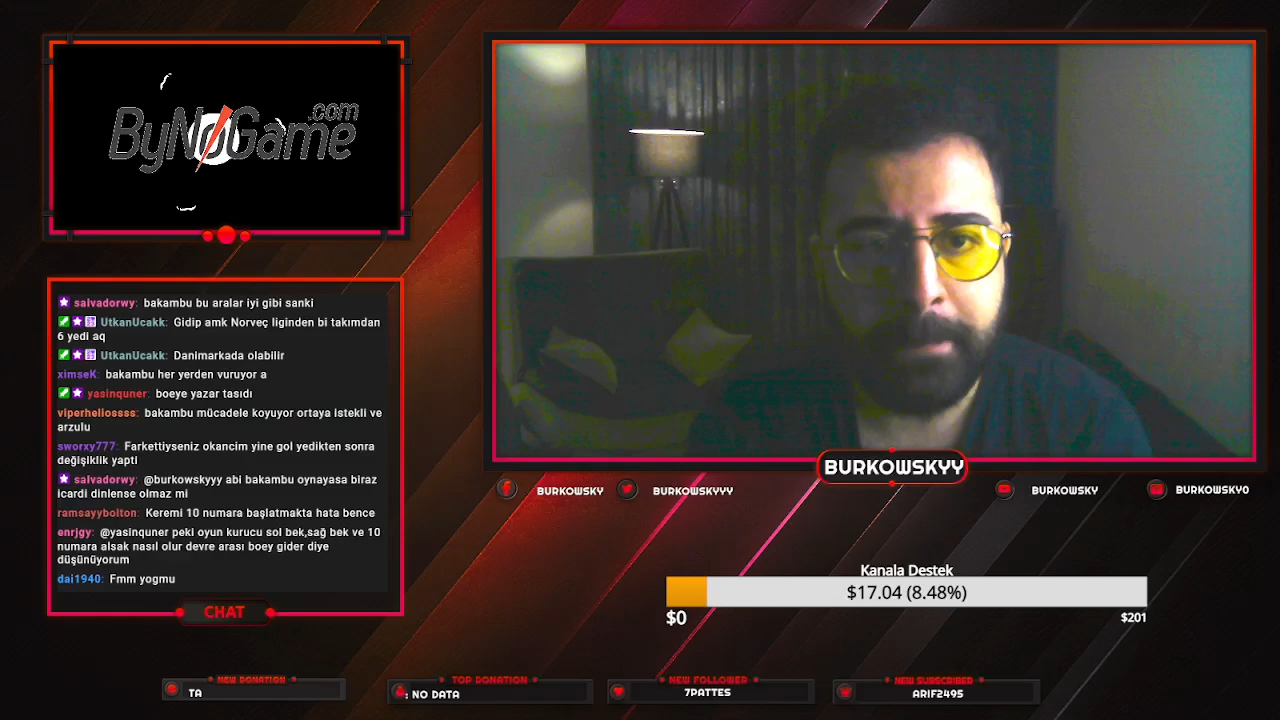 ByNoGame.com
salvadorwy: bakambu bu aralar iyi gibi sanki
UtkanUcakk: Gidip amk Norveç liginden bi takımdan
6 yedi aq
UtkanUcakk: Danimarkada olabilir
ximseK: bakambu her yerden vuruyor a
yasinquner: boeye yazar tasıdı
viperheliossss: bakambu mücadele koyuyor ortaya istekli ve
arzulu
sworxy777: Farkettiyseniz okancim yine gol yedikten sonra
değişiklik yapti
salvadorwy: @burkowskyyy abi bakambu oynayasa biraz
icardi dinlense olmaz mi
ramsayybolton: Keremi 10 numara başlatmakta hata bence
enrjgy: @yasinquner peki oyun kurucu sol bek,sağ bek ve 10
numara alsak nasıl olur devre arası boey gider diye
düşünüyorum
dai1940: Fmm yogmu
CHAT
BURKOWSKYY
BURKOWSKY
BURKOWSKYYY
BURKOWSKY
BURKOWSKY0
Kanala Destek
$17.04 (8.48%)
$0
$201
NEW DONATION
TA
TOP DONATION
: NO DATA
NEW FOLLOWER
7PATTES
NEW SUBSCRIBED
ARIF2495